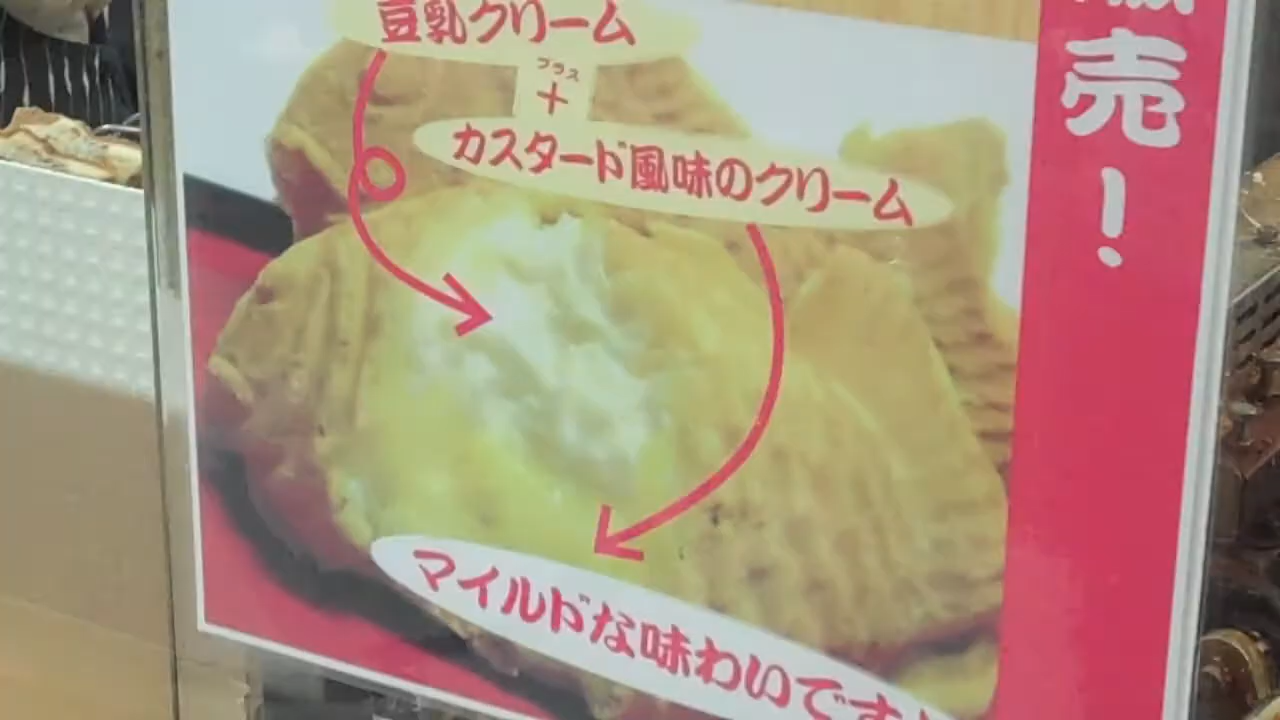 豆乳クリーム
プラス
+
カスタード風味のクリーム
マイルドな味わいです
売!